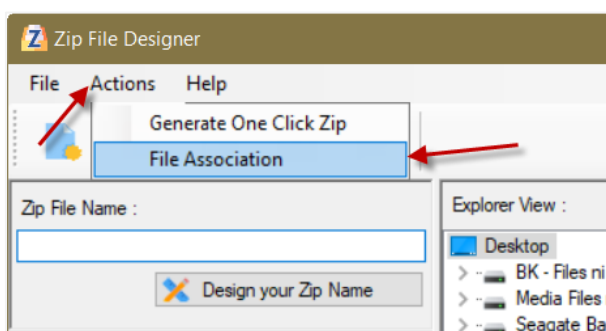 Zip File Designer
File Actions Help
Generate One Click Zip
File Association
Zip File Name :
Explorer View :
Desktop
Design your Zip Name
BK - Files ni
Media Files
Seagate Ba